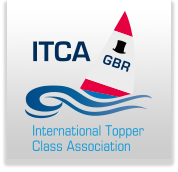 ITCA
GBR
International Topper
Class Association